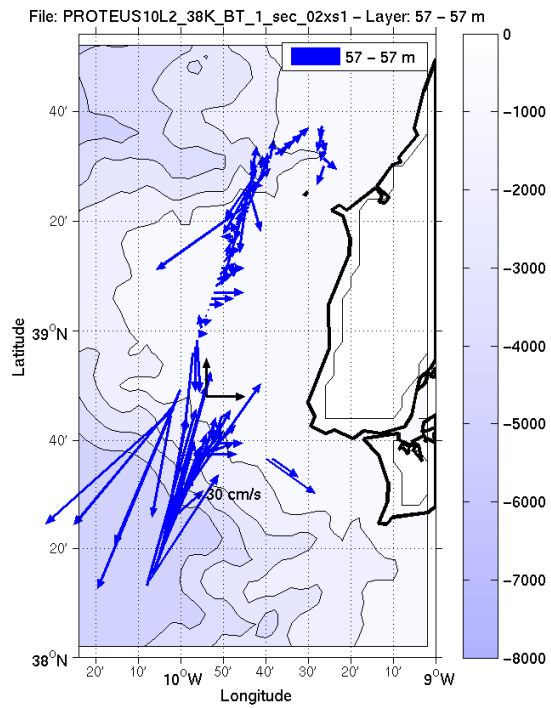 File: PROTEUS10L2_38K_BT_1_sec_02xs1 – Layer: 57 – 57 m
57 – 57 m
40'
20'
39°N
40'
20'
38°N
Latitude
30 cm/s
20'
10'
10°W
50'
40'
30'
20'
10'
9°W
Longitude
0
−1000
−2000
−3000
−4000
−5000
−6000
−7000
−8000